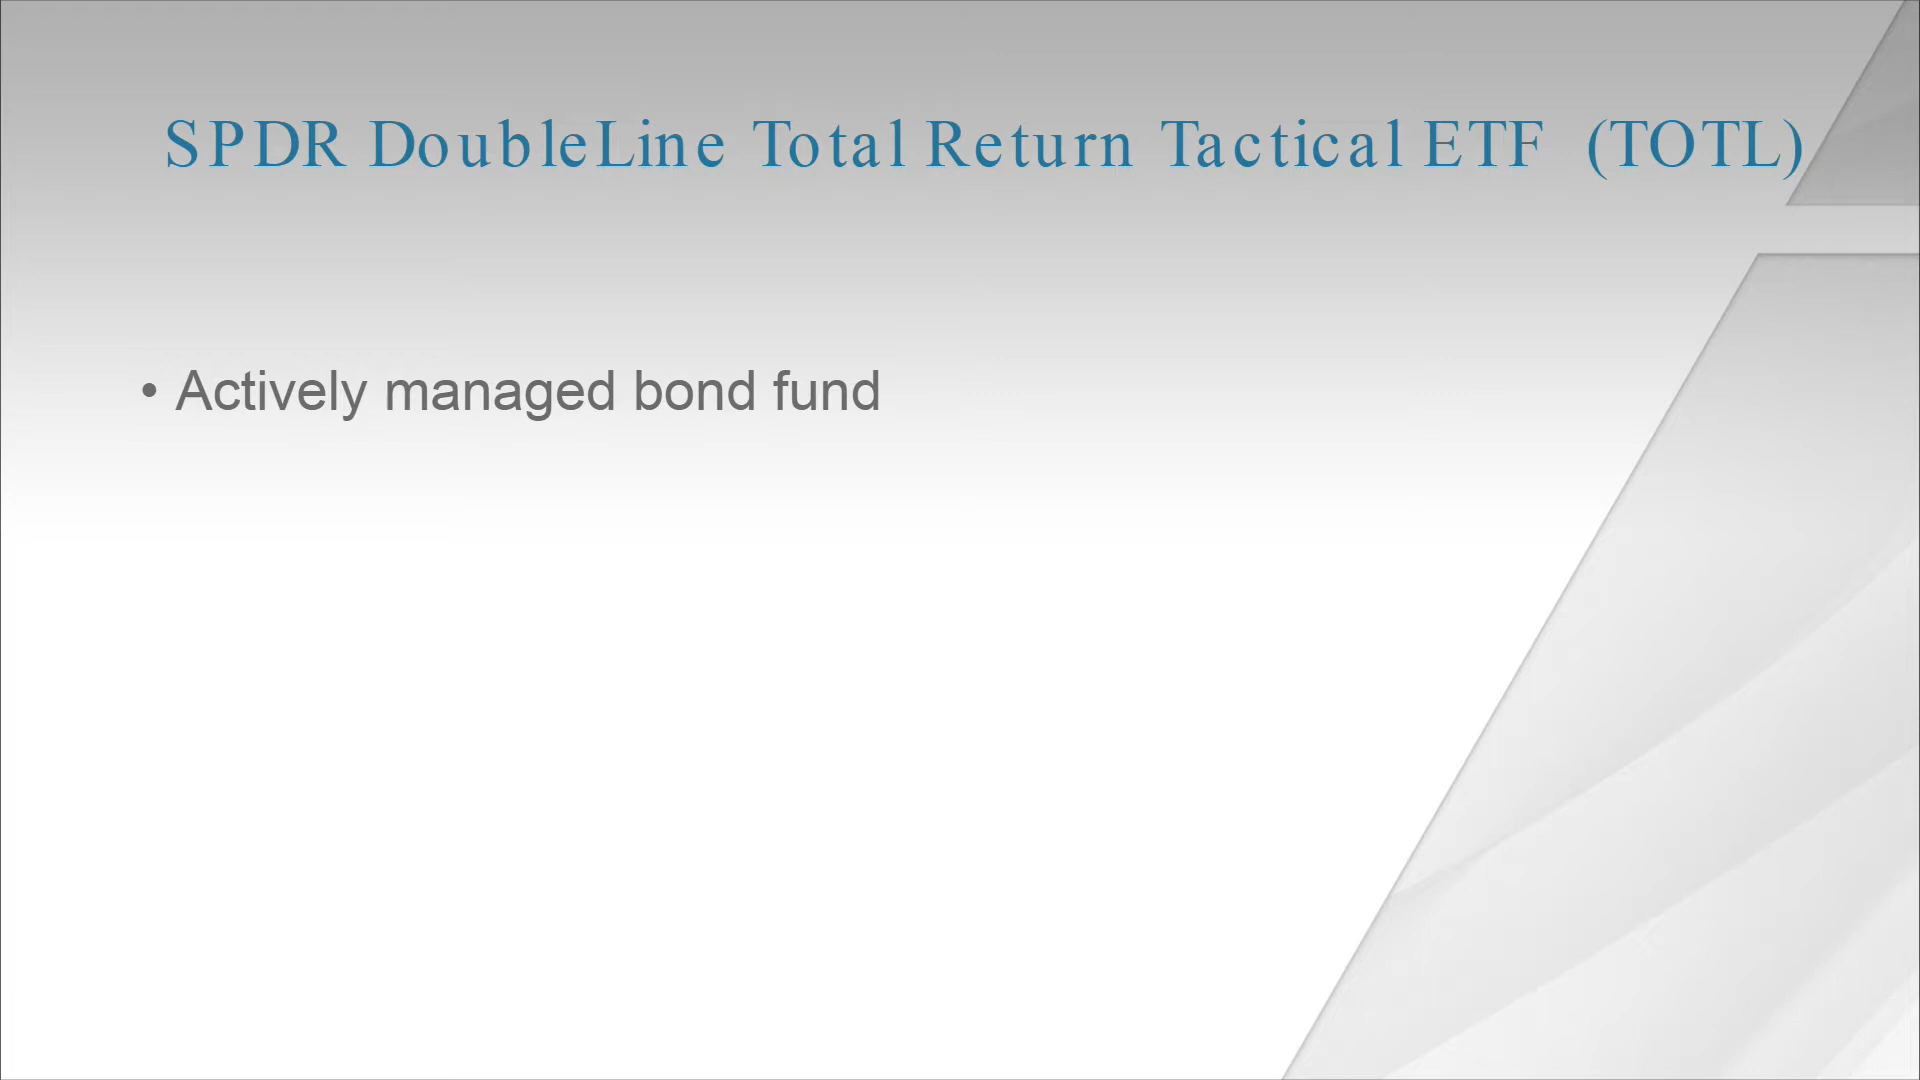 SPDR DoubleLine Total Return Tactical ETF (TOTL)
• Actively managed bond fund